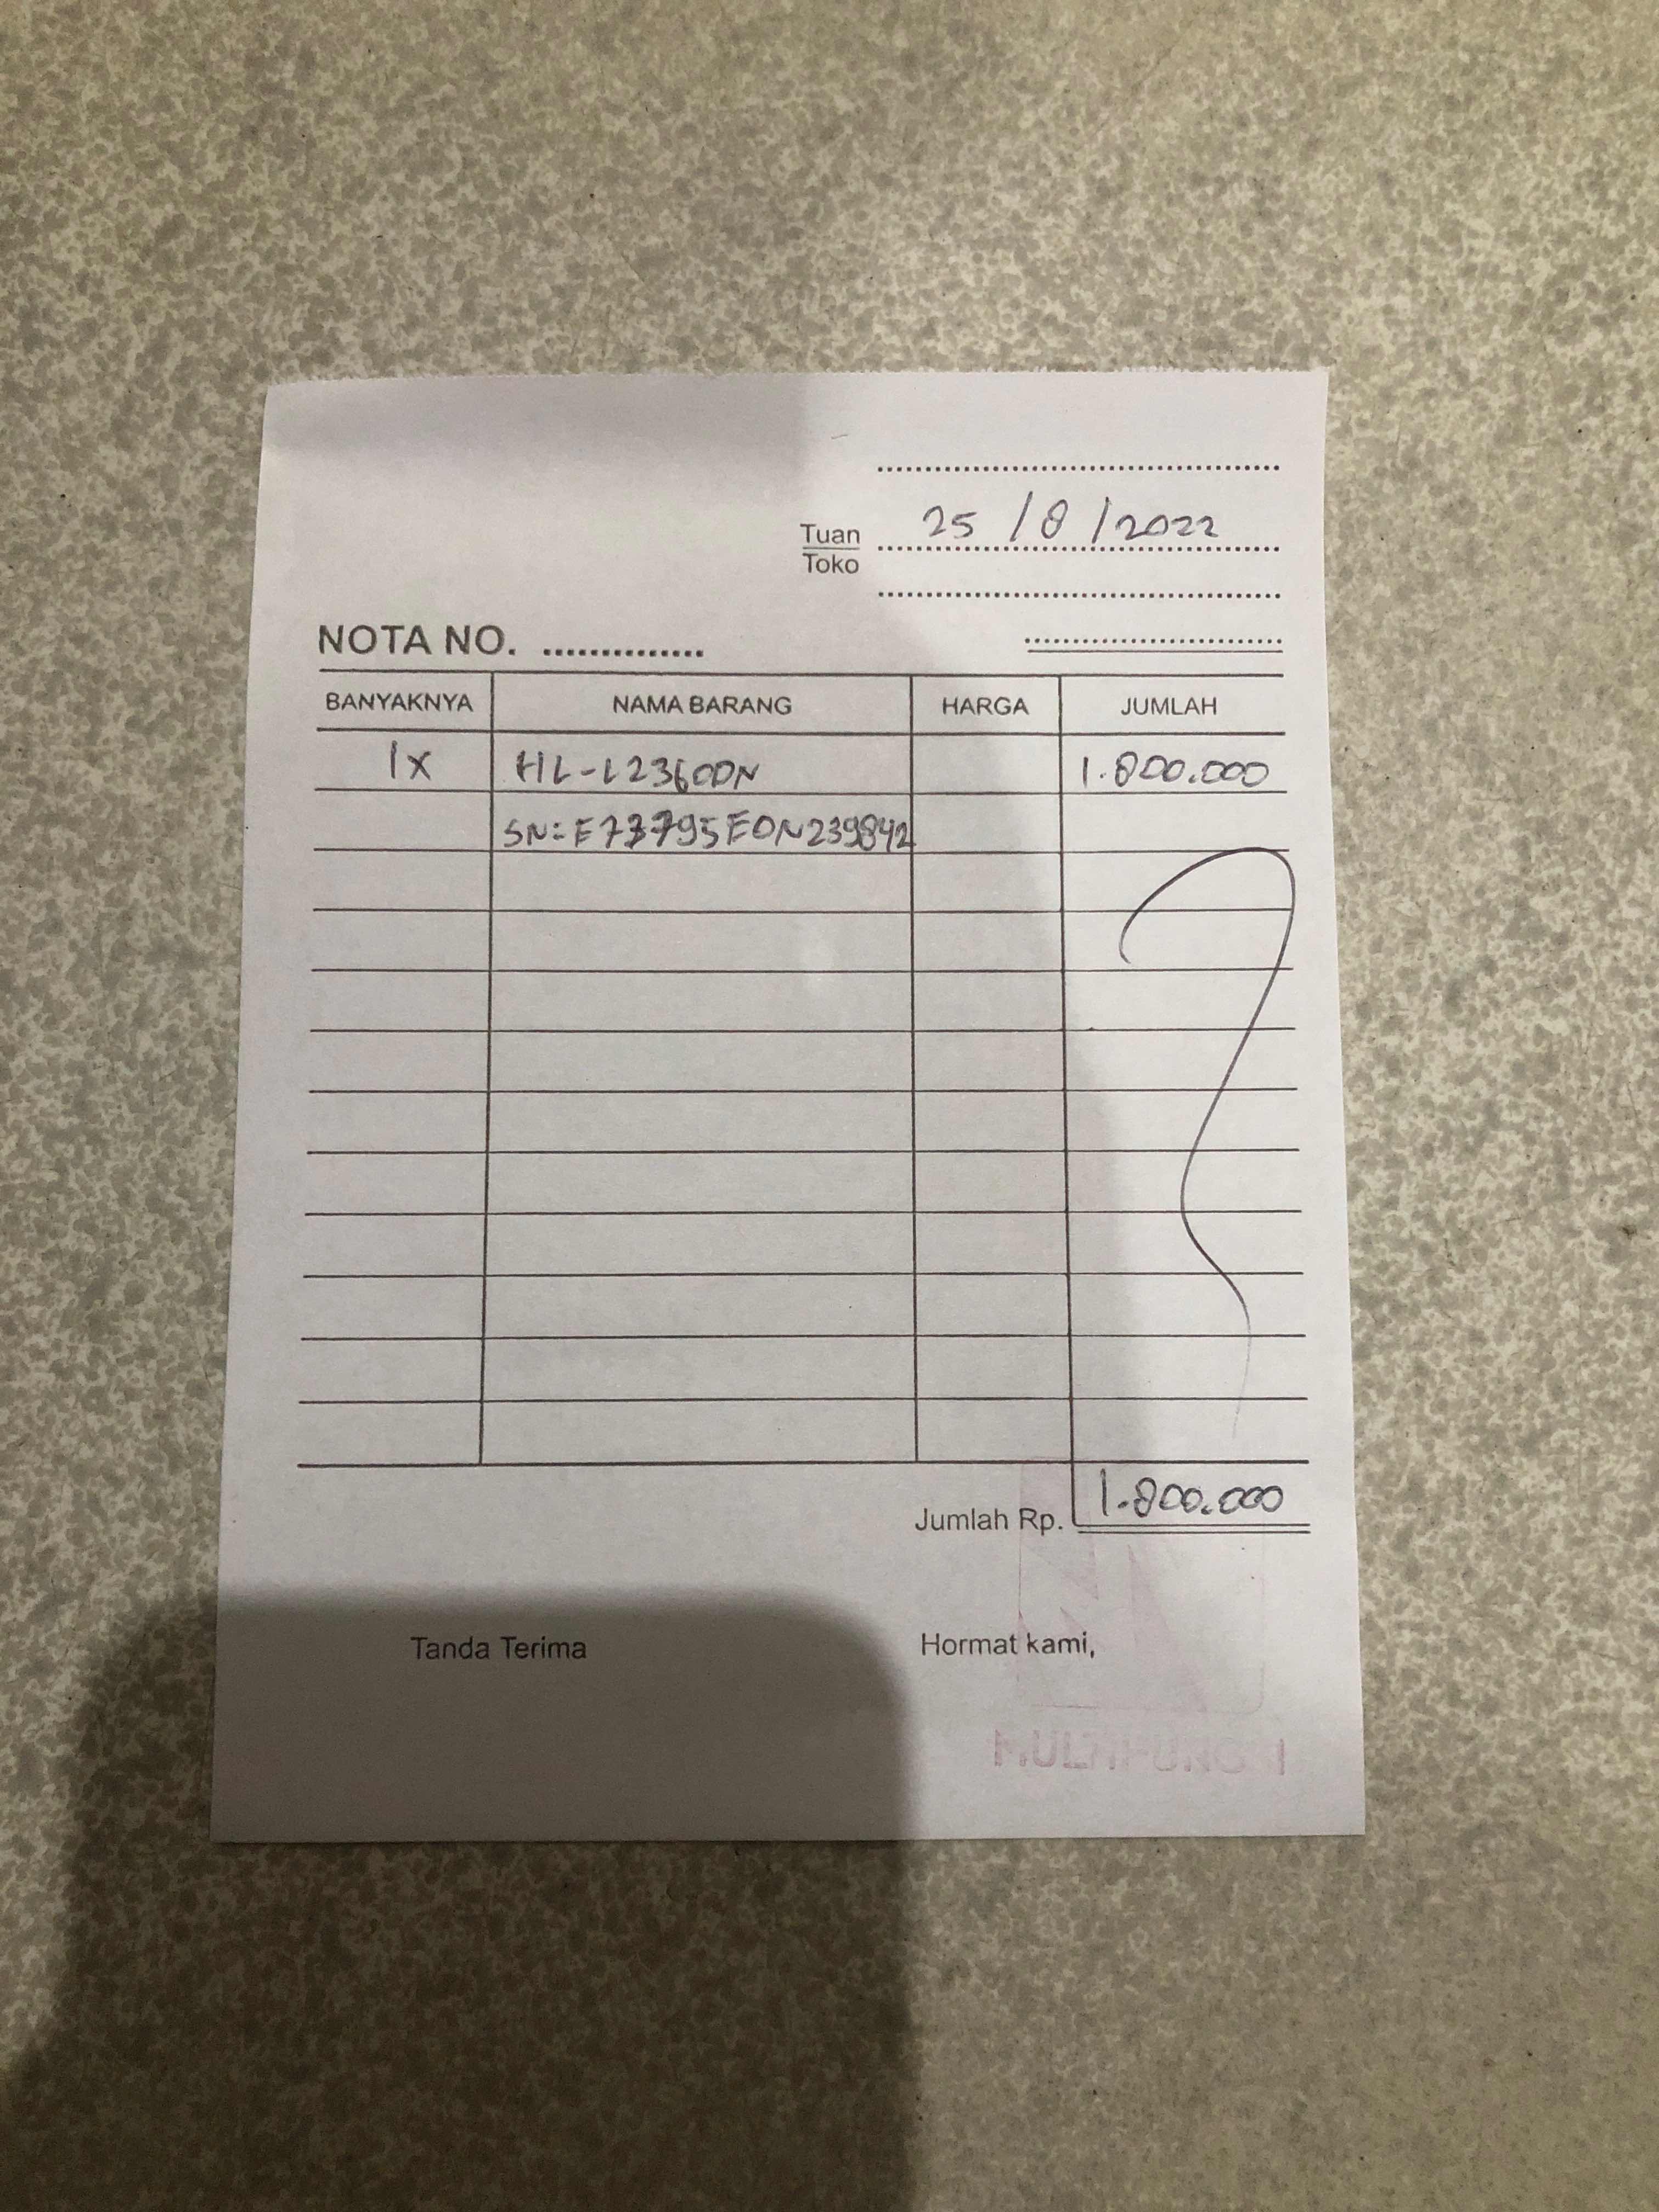 25/8/2022
Tuan
Toko
NOTA NO. ..............
BANYAKNYA NAMA BARANG HARGA JUMLAH
1x HL-L2360DN 1.800.000
SN: E73795E0N239842
Jumlah Rp. 1.800.000
Tanda Terima Hormat kami,